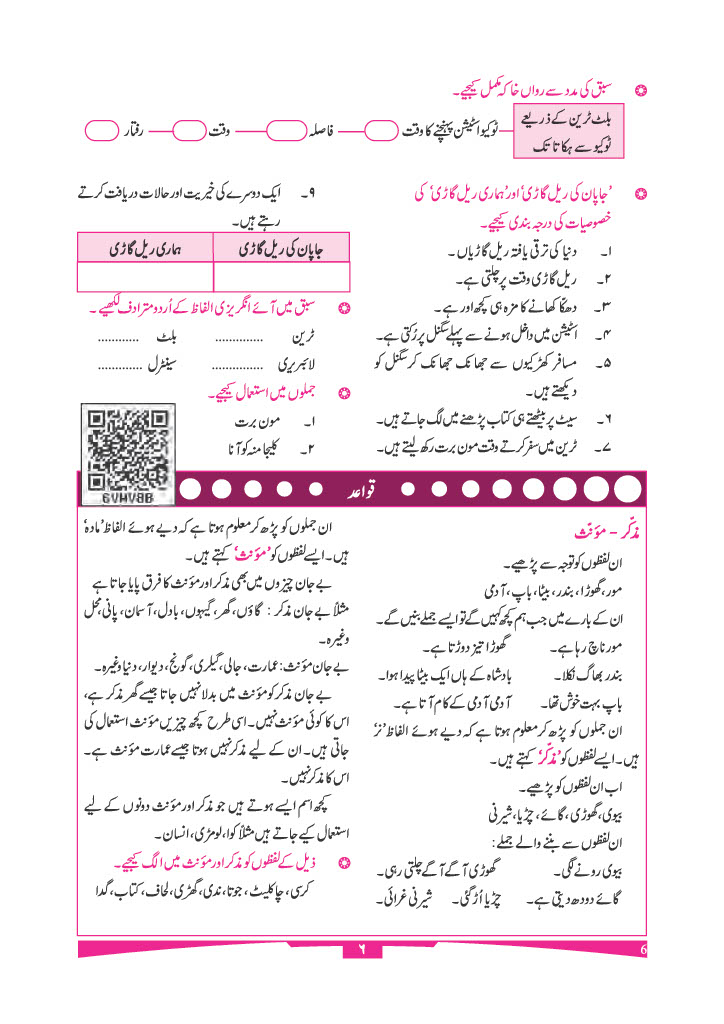 سبق کی مدد سے رواں خاکہ مکمل کیجیے۔
بلٹ ٹرین کے ذریعے
ٹوکیو سے ہکاتا تک
ٹوکیو اسٹیشن پہنچنے کا وقت
فاصلہ
وقت
رفتار
'جاپان کی ریل گاڑی' اور 'ہماری ریل گاڑی' کی
خصوصیات کی درجہ بندی کیجیے۔
۱۔ دنیا کی ترقی یافتہ ریل گاڑیاں۔
۲۔ ریل گاڑی وقت پر چلتی ہے۔
۳۔ دھکّا کھانے کا مزہ ہی کچھ اور ہے۔
۴۔ اسٹیشن میں داخل ہونے سے پہلے سگنل پر رُکتی ہے۔
۵۔ مسافر کھڑکیوں سے جھانک جھانک کر سگنل کو
دیکھتے ہیں۔
۶۔ سیٹ پر بیٹھتے ہی کتاب پڑھنے میں لگ جاتے ہیں۔
۷۔ ٹرین میں سفر کرتے وقت مون برت رکھ لیتے ہیں۔
۹۔ ایک دوسرے کی خیریت اور حالات دریافت کرتے
رہتے ہیں۔
جاپان کی ریل گاڑی ہماری ریل گاڑی
سبق میں آئے انگریزی الفاظ کے اُردو مترادف لکھیے۔
ٹرین .............. بلٹ ............
لائبریری .............. سینٹرل ............
جملوں میں استعمال کیجیے۔
۱۔ مون برت
۲۔ کلیجا منہ کو آنا
6VHV8B
قواعد
مذکّر – مؤنّث
ان لفظوں کو توجہ سے پڑھیے۔
مور، گھوڑا، بندر، بیٹا، باپ، آدمی
ان کے بارے میں جب ہم کچھ کہیں گے تو ایسے جملے بنیں گے۔
مور ناچ رہا ہے۔ گھوڑا تیز دوڑتا ہے۔
بندر بھاگ نکلا۔ بادشاہ کے ہاں ایک بیٹا پیدا ہوا۔
باپ بہت خوش تھا۔ آدمی آدمی کے کام آتا ہے۔
ان جملوں کو پڑھ کر معلوم ہوتا ہے کہ دیے ہوئے الفاظ 'نر'
ہیں۔ ایسے لفظوں کو 'مذکّر' کہتے ہیں۔
اب ان لفظوں کو پڑھیے۔
بیوی، گھوڑی، گائے، چڑیا، شیرنی
ان لفظوں سے بننے والے جملے:
بیوی رونے لگی۔ گھوڑی آگے آگے چلتی رہی۔
گائے دودھ دیتی ہے۔ چڑیا اُڑ گئی۔ شیرنی غرائی۔
ان جملوں کو پڑھ کر معلوم ہوتا ہے کہ دیے ہوئے الفاظ 'مادہ'
ہیں۔ ایسے لفظوں کو 'مؤنث' کہتے ہیں۔
بے جان چیزوں میں بھی مذکر اور مؤنث کا فرق پایا جاتا ہے
مثلاً بے جان مذکر : گاؤں، گھر، گیہوں، بادل، آسمان، پانی، محل
وغیرہ۔
بے جان مؤنث: عمارت، جالی، گیلری، گونج، دیوار، دنیا وغیرہ۔
بے جان مذکر کو مؤنث میں بدلا نہیں جاتا جیسے گھر مذکر ہے،
اس کا کوئی مؤنث نہیں۔ اسی طرح کچھ چیزیں مؤنث استعمال کی
جاتی ہیں۔ ان کے لیے مذکر نہیں ہوتا جیسے عمارت مؤنث ہے۔
اس کا مذکر نہیں۔
کچھ اسم ایسے ہوتے ہیں جو مذکر اور مؤنث دونوں کے لیے
استعمال کیے جاتے ہیں مثلاً کوا، لومڑی، انسان۔
ذیل کے لفظوں کو مذکر اور مؤنث میں الگ کیجیے۔
کرسی، چاکلیٹ، جوتا، ندی، گھڑی، لحاف، کتاب، گدا
۶
6